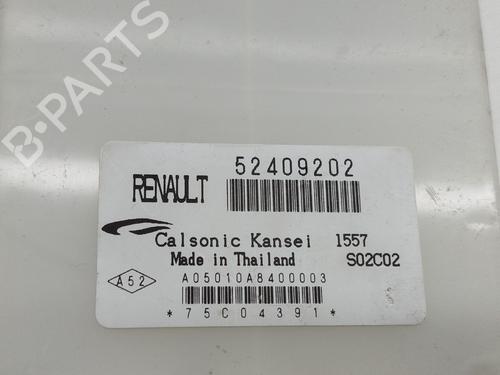 B-PARTS
RENAULT 52409202
Calsonic Kansei 1557
Made in Thailand S02C02
A52
A05010A8400003
*75C04391*